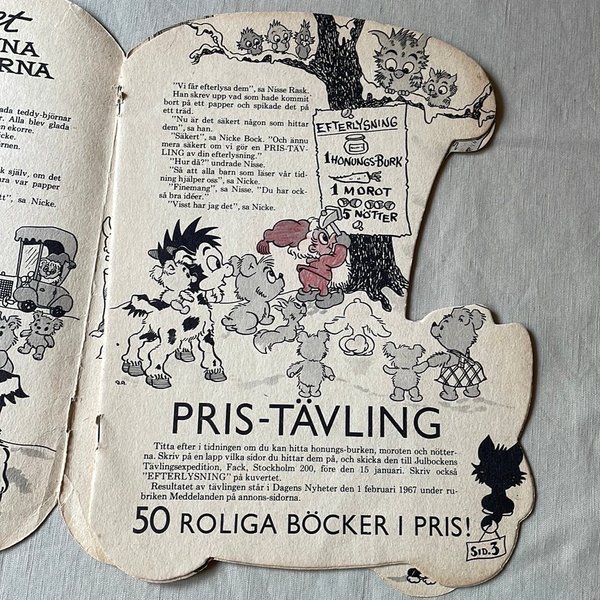 et
NA
RNA
ada teddy-björnar
r. Alla blev glada
en ekorre.
icke.
örnen.
k själv, om det
ara var papper
tt", sa Nicke.
"Vi får efterlysa dem", sa Nisse Rask.
Han skrev upp vad som hade kommit
bort på ett papper och spikade det på
ett träd.
"Nu är det säkert någon som hittar
dem", sa han.
"Säkert", sa Nicke Bock. "Och ännu
mera säkert om vi gör en PRIS-TÄV-
LING av din efterlysning."
"Hur då?" undrade Nisse.
"Så att alla barn som läser vår tid-
ning hjälper oss", sa Nicke.
"Finemang", sa Nisse. "Du har ock-
så bra idéer."
"Visst har jag det", sa Nicke.
EFTERLYSNING
1 HONUNGS-BURK
1 MOROT
5 NÖTTER
PRIS-TÄVLING
Titta efter i tidningen om du kan hitta honungs-burken, moroten och nötter-
na. Skriv på en lapp vilka sidor du hittar dem på, och skicka den till Julbockens
Tävlingsexpedition, Fack, Stockholm 200, före den 15 januari. Skriv också
"EFTERLYSNING" på kuvertet.
Resultatet av tävlingen står i Dagens Nyheter den 1 februari 1967 under ru-
briken Meddelanden på annons-sidorna.
50 ROLIGA BÖCKER I PRIS!
SID. 3